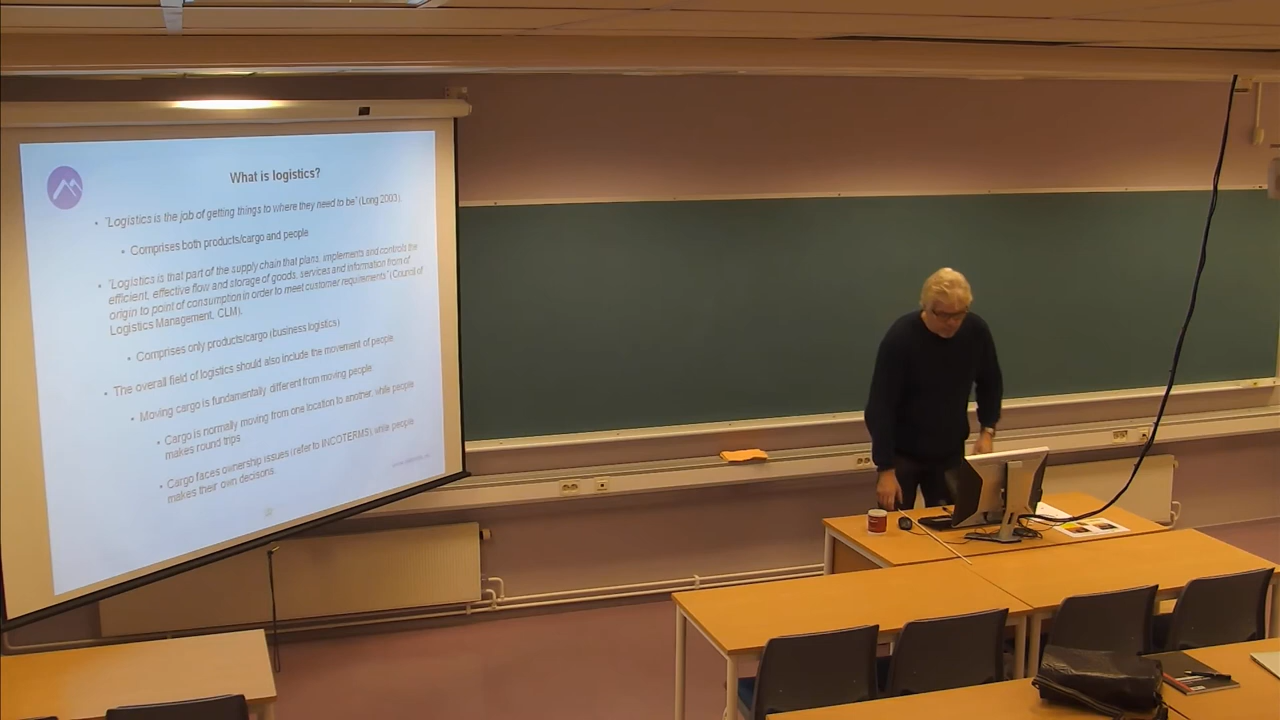 What is logistics?
• "Logistics is the job of getting things to where they need to be" (Long 2003).
• Comprises both products/cargo and people
• "Logistics is that part of the supply chain that plans, implements and controls the
efficient, effective flow and storage of goods, services and information from of
origin to point of consumption in order to meet customer requirements" (Council of
Logistics Management, CLM).
• Comprises only products/cargo (business logistics)
• The overall field of logistics should also include the movement of people
• Moving cargo is fundamentally different from moving people
• Cargo is normally moving from one location to another, while people
makes round trips
• Cargo faces ownership issues (refer to INCOTERMS), while people
makes their own decisions.